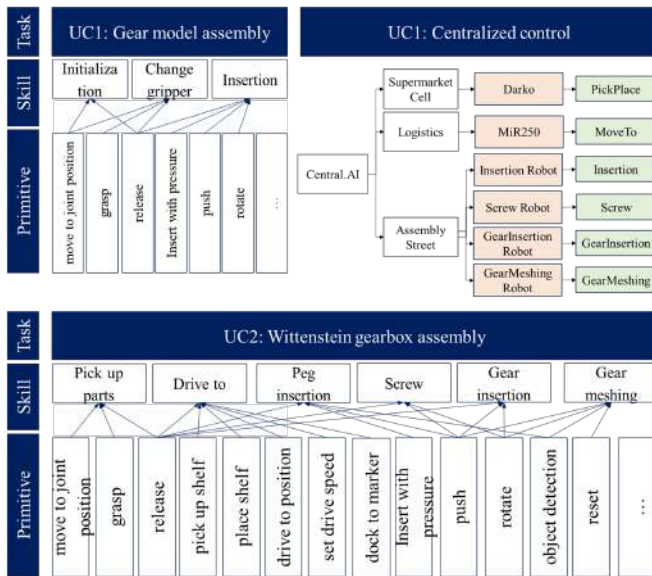 Task
UC1: Gear model assembly
Skill
Initializa
tion
Change
gripper
Insertion
Primitive
move to joint position
grasp
release
Insert with pressure
push
rotate
...
UC1: Centralized control
Central.AI
Supermarket
Cell
Darko
PickPlace
Logistics
MiR250
MoveTo
Assembly
Street
Insertion Robot
Insertion
Screw Robot
Screw
GearInsertion
Robot
GearInsertion
GearMeshing
Robot
GearMeshing
Task
UC2: Wittenstein gearbox assembly
Skill
Pick up
parts
Drive to
Peg
insertion
Screw
Gear
insertion
Gear
meshing
Primitive
move to joint
position
grasp
release
pick up shelf
place shelf
drive to position
set drive speed
dock to marker
Insert with
pressure
push
rotate
object detection
reset
...